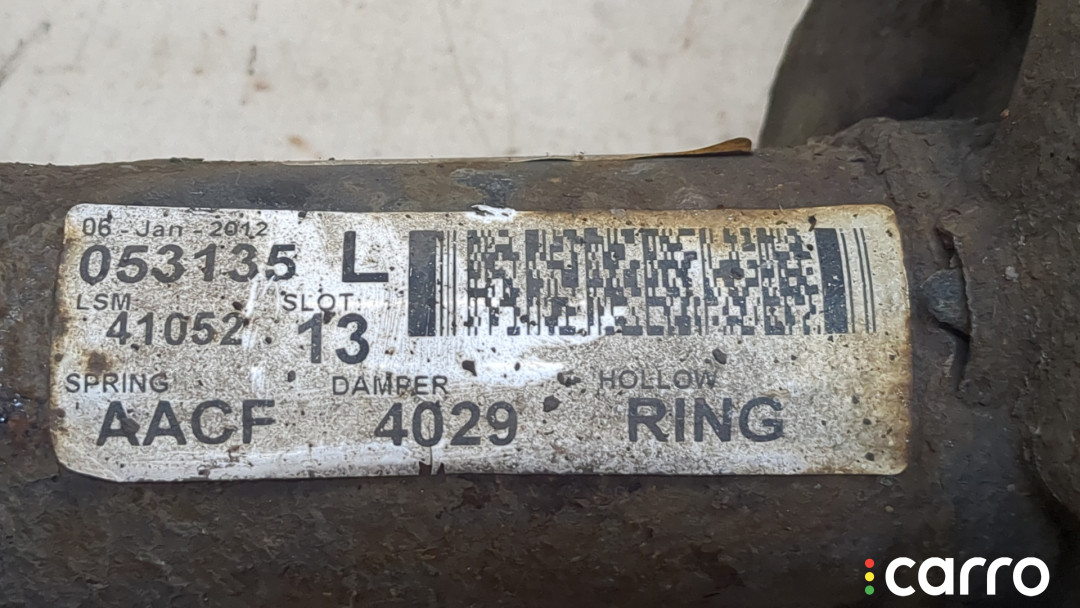 06 - Jan - 2012
053135 L
LSM SLOT
41052 13
SPRING DAMPER HOLLOW
AACF 4029 RING
carro